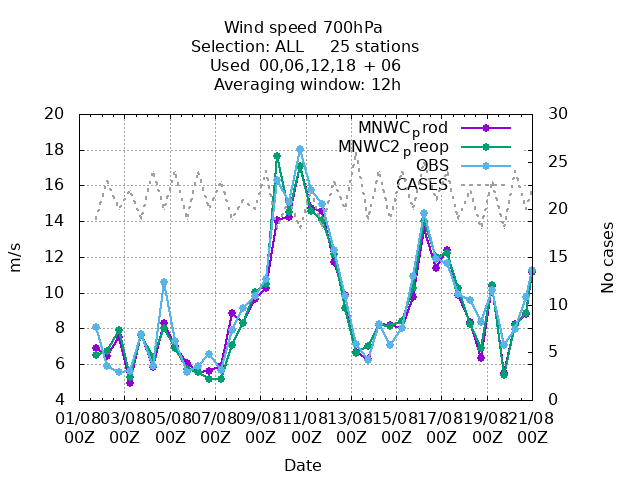 Wind speed 700hPa
Selection: ALL 25 stations
Used 00,06,12,18 + 06
Averaging window: 12h
20 30
MNWCprod
MNWC2preop
OBS
CASES
18 25
16
14 20
12 15
10 10
8
6 5
4 0
m/s
No cases
01/08 03/08 05/08 07/08 09/08 11/08 13/08 15/08 17/08 19/08 21/08
00Z 00Z 00Z 00Z 00Z 00Z 00Z 00Z 00Z 00Z 00Z
Date